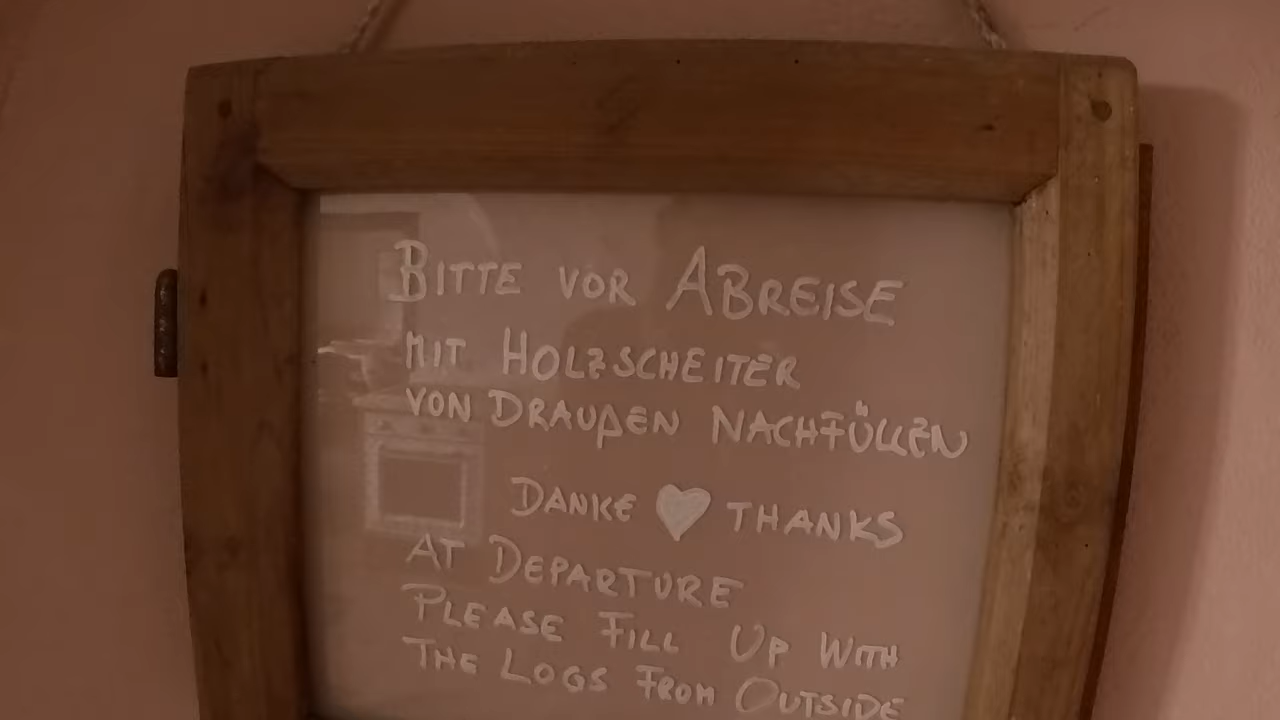 BITTE VOR ABREISE
MIT HOLZSCHEITER
VON DRAUßEN NACHFÜLLEN
DANKE ♥ THANKS
AT DEPARTURE
PLEASE FILL UP WITH
THE LOGS FROM OUTSIDE